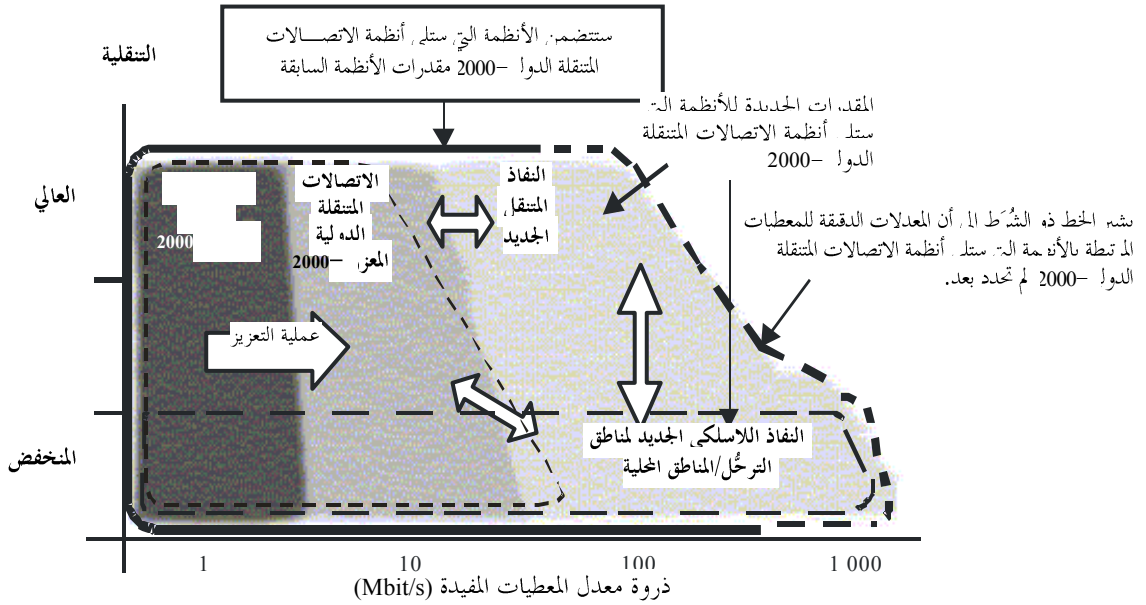 ستتضمن الأنظمة التي ستلي أنظمة الاتصالات
المتنقلة الدولية -2000 مقدرات الأنظمة السابقة
التنقلية
المقدرات الجديدة للأنظمة التي
ستلي أنظمة الاتصالات المتنقلة
الدولية -2000
العالي
2000
الاتصالات
المتنقلة
الدولية
المعززة -2000
النفاذ
المتنقل
الجديد
يشير الخط ذو الشُرَط إلى أن المعدلات الدقيقة للمعطيات
المرتبطة بالأنظمة التي ستلي أنظمة الاتصالات المتنقلة
الدولية -2000 لم تحدد بعد.
عملية التعزيز
المنخفض
النفاذ اللاسلكي الجديد لمناطق
الترحُّل/المناطق المحلية
1 10 100 1 000
ذروة معدل المعطيات المفيدة (Mbit/s)